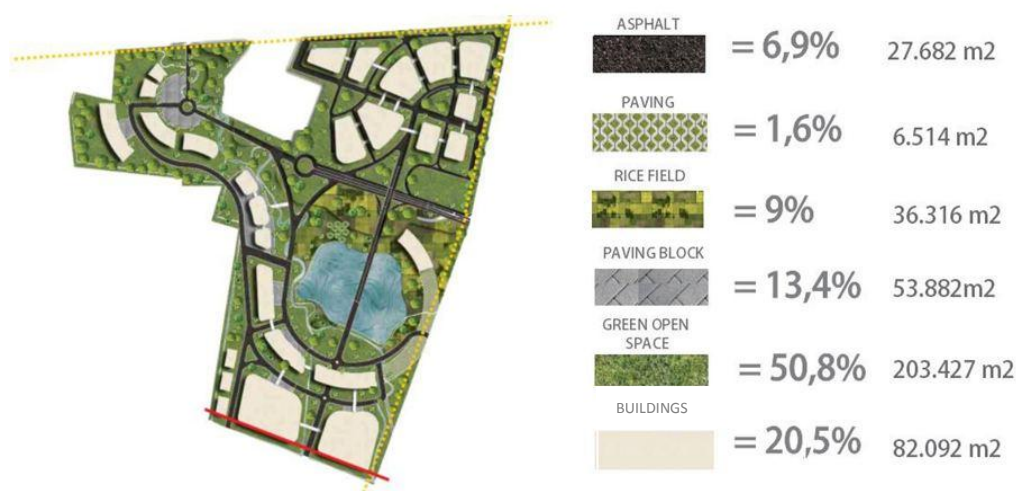 ASPHALT
= 6,9% 27.682 m2
PAVING
= 1,6% 6.514 m2
RICE FIELD
= 9% 36.316 m2
PAVING BLOCK
= 13,4% 53.882m2
GREEN OPEN
SPACE
= 50,8% 203.427 m2
BUILDINGS
= 20,5% 82.092 m2